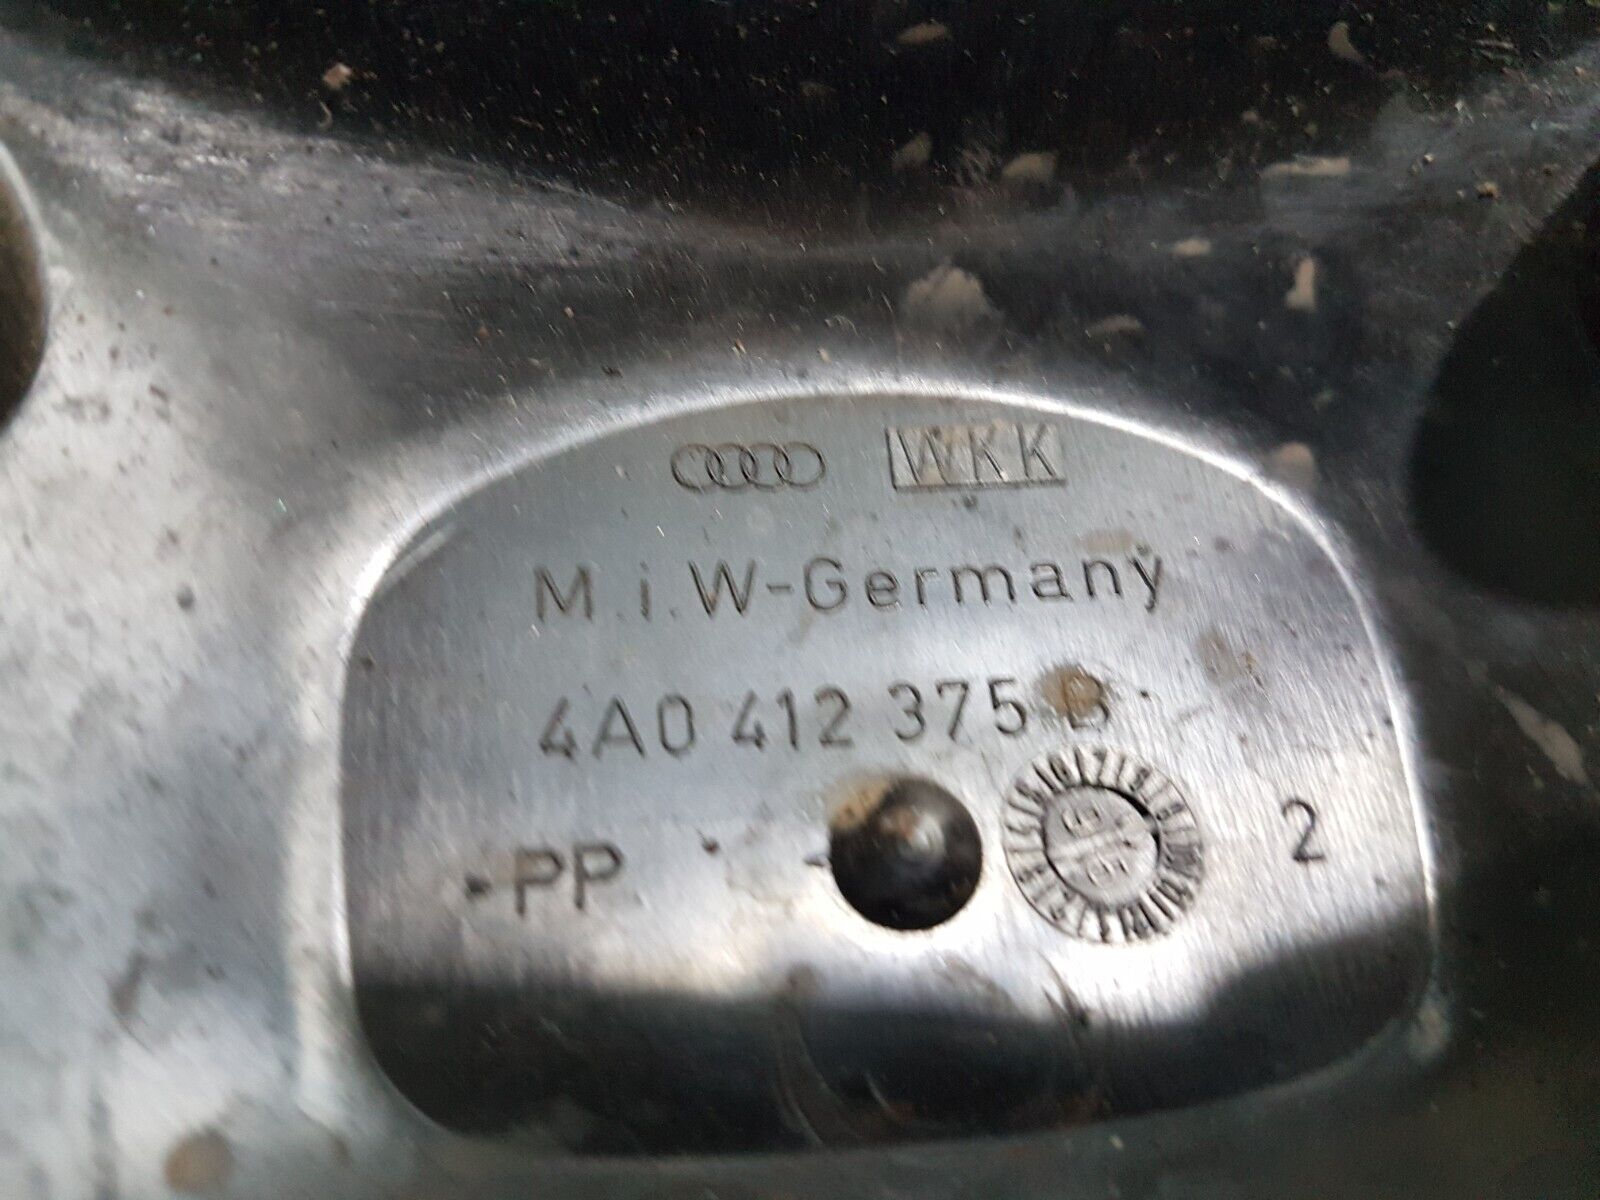 WKK
M.i.W-Germany
4A0 412 375 B
-PP
2